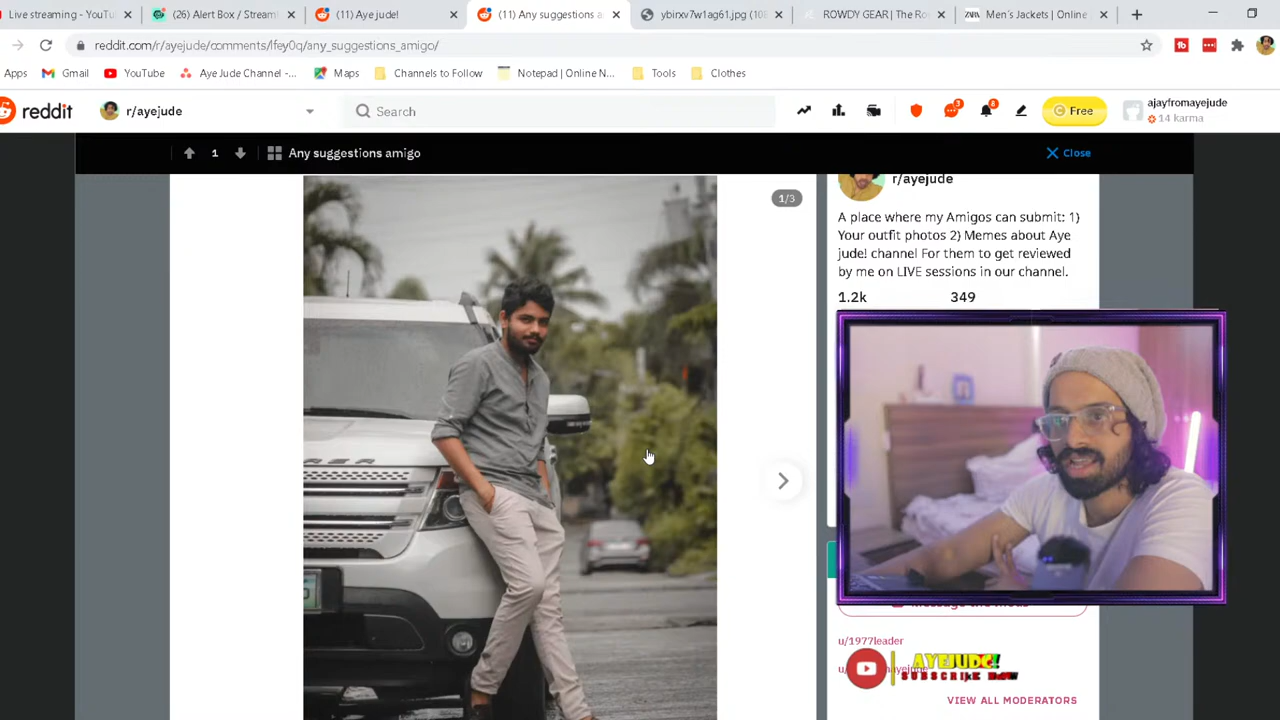 Live streaming - YouTu
(26) Alert Box / Stream
(11) Aye jude!
(11) Any suggestions a
ybirxv7w1ag61.jpg (108
ROWDY GEAR | The Ro
ZARA Men's Jackets | Online
reddit.com/r/ayejude/comments/lfey0q/any_suggestions_amigo/
Apps
Gmail
YouTube
Aye Jude Channel -...
Maps
Channels to Follow
Notepad | Online N...
Tools
Clothes
reddit
r/ayejude
Search
3
8
Free
ajayfromayejude
14 karma
1
Any suggestions amigo
Close
1/3
r/ayejude
A place where my Amigos can submit: 1)
Your outfit photos 2) Memes about Aye
jude! channel For them to get reviewed
by me on LIVE sessions in our channel.
1.2k
349
u/1977leader
AYEJUDE!
SUBSCRIBE NOW
VIEW ALL MODERATORS